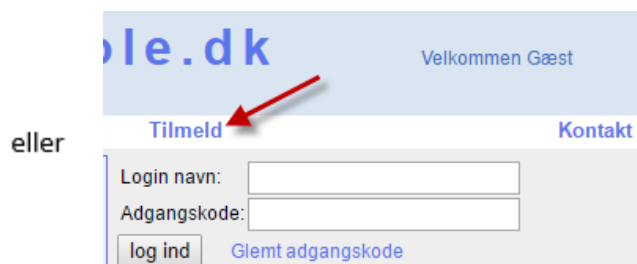 ole.dk
Velkommen Gæst
Tilmeld
Kontakt
eller
Login navn:
Adgangskode:
log ind
Glemt adgangskode